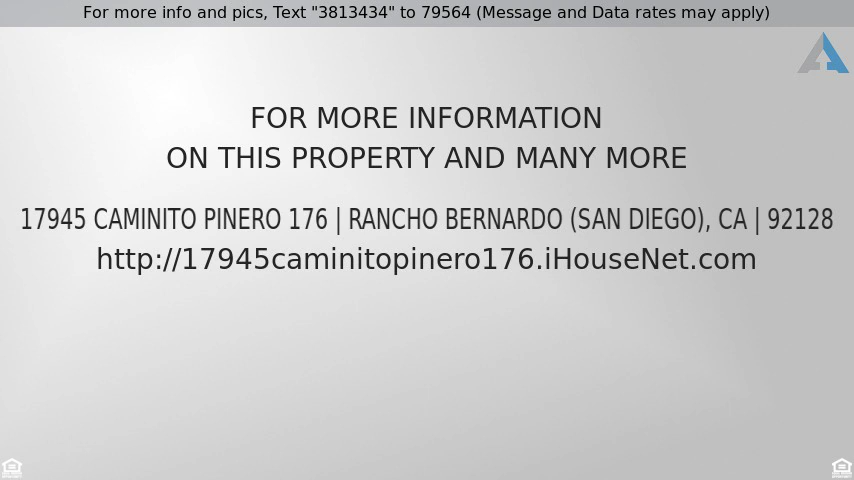 For more info and pics, Text "3813434" to 79564 (Message and Data rates may apply)
FOR MORE INFORMATION
ON THIS PROPERTY AND MANY MORE
17945 CAMINITO PINERO 176 | RANCHO BERNARDO (SAN DIEGO), CA | 92128
http://17945caminitopinero176.iHouseNet.com